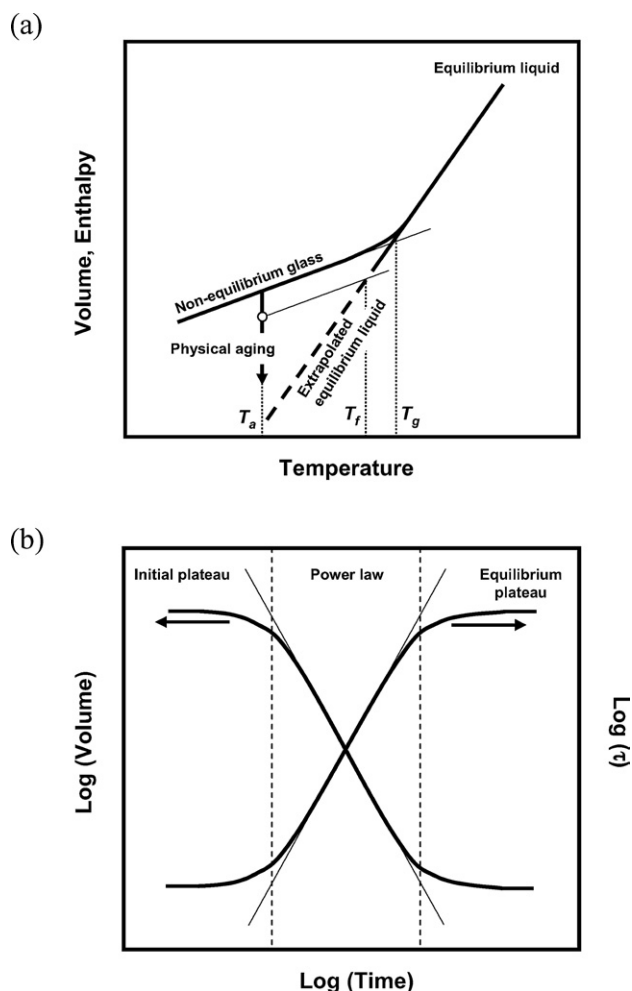 (a)
Equilibrium liquid
Volume, Enthalpy
Non-equilibrium glass
Physical aging
Extrapolated
equilibrium liquid
Ta
Tf
Tg
Temperature
(b)
Initial plateau
Power law
Equilibrium
plateau
Log (Volume)
Log (τ)
Log (Time)